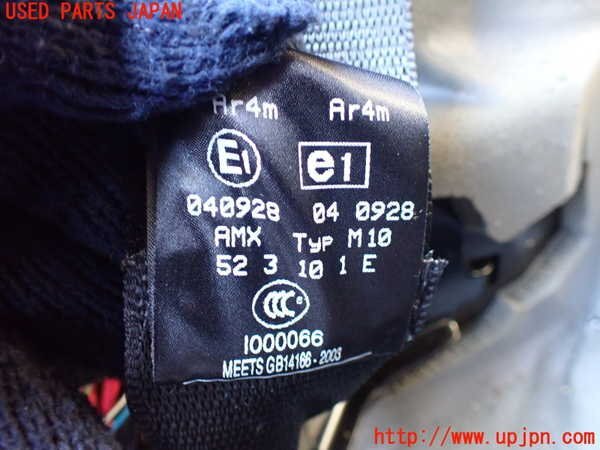 USED PARTS JAPAN
Ar4m Ar4m
E1 e1
040928 04 0928
AMX Typ M10
52 3 10 1 E
CCC S
1000066
MEETS GB14166-2003
http://www.upjpn.com/